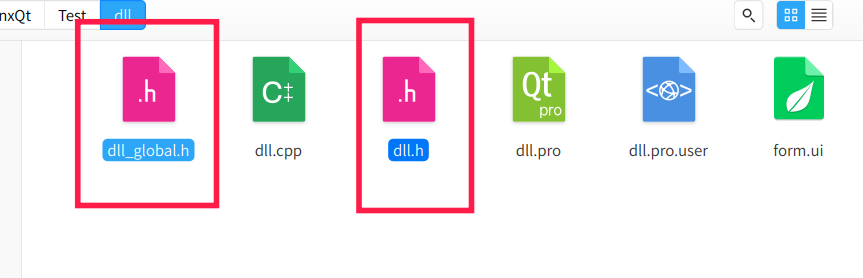 nxQt Test dll
.h C‡ .h Qt pro <>
dll_global.h dll.cpp dll.h dll.pro dll.pro.user form.ui